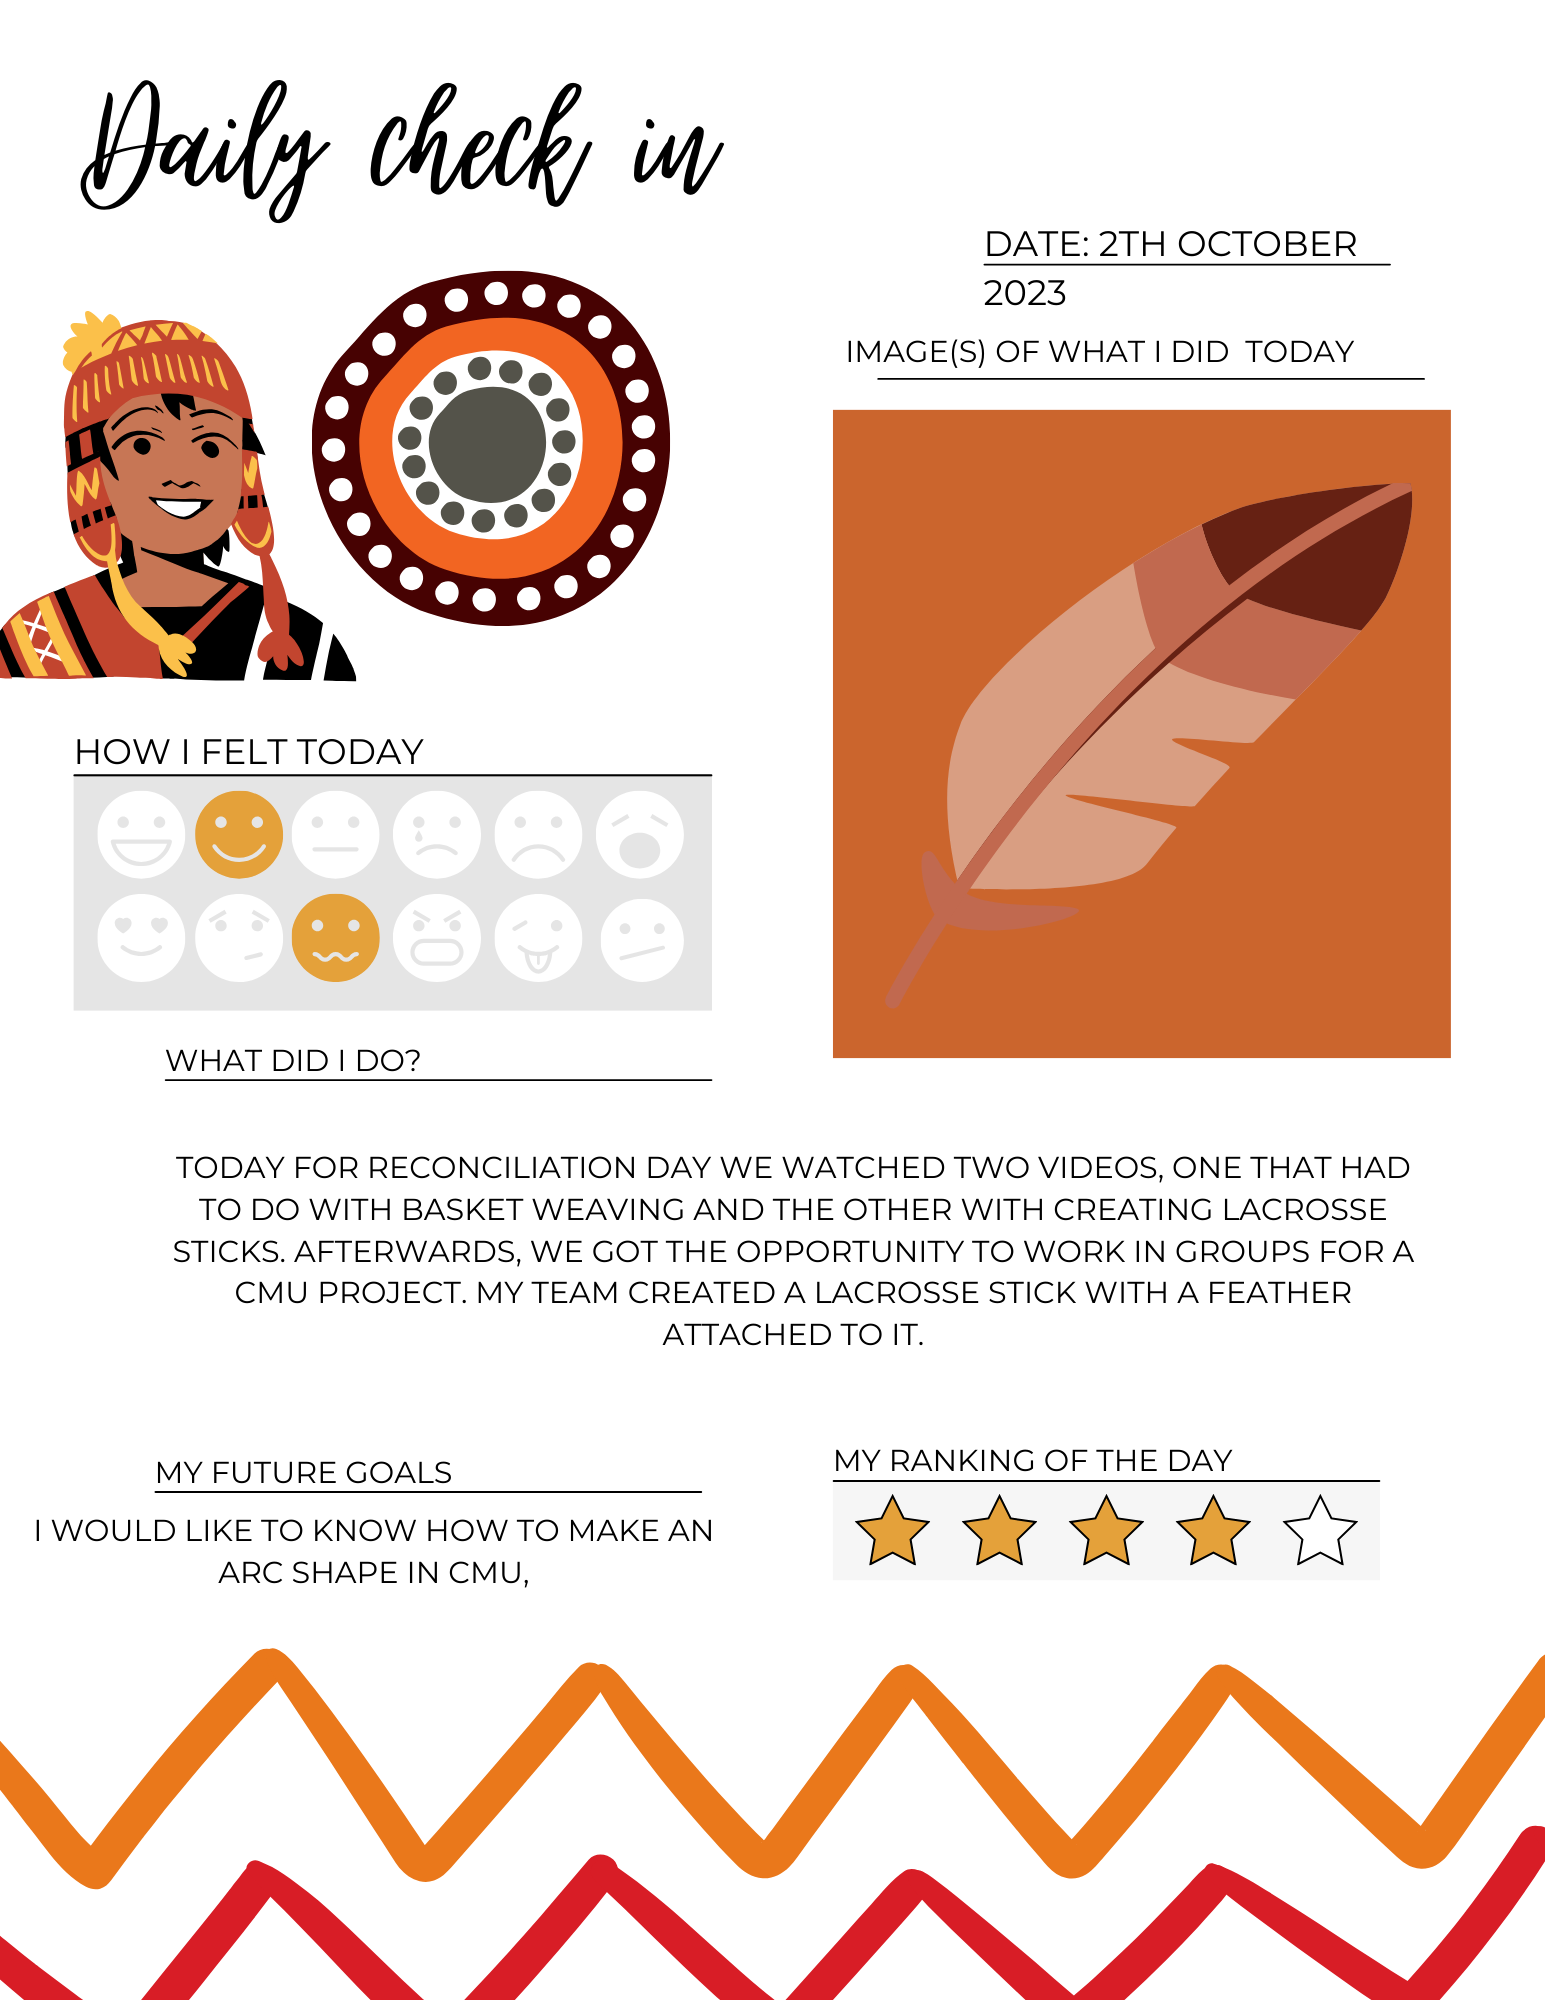 Daily check in
DATE: 2TH OCTOBER
2023
IMAGE(S) OF WHAT I DID  TODAY
HOW I FELT TODAY
WHAT DID I DO?
TODAY FOR RECONCILIATION DAY WE WATCHED TWO VIDEOS, ONE THAT HAD
TO DO WITH BASKET WEAVING AND THE OTHER WITH CREATING LACROSSE
STICKS. AFTERWARDS, WE GOT THE OPPORTUNITY TO WORK IN GROUPS FOR A
CMU PROJECT. MY TEAM CREATED A LACROSSE STICK WITH A FEATHER
ATTACHED TO IT.
MY FUTURE GOALS
I WOULD LIKE TO KNOW HOW TO MAKE AN
ARC SHAPE IN CMU,
MY RANKING OF THE DAY